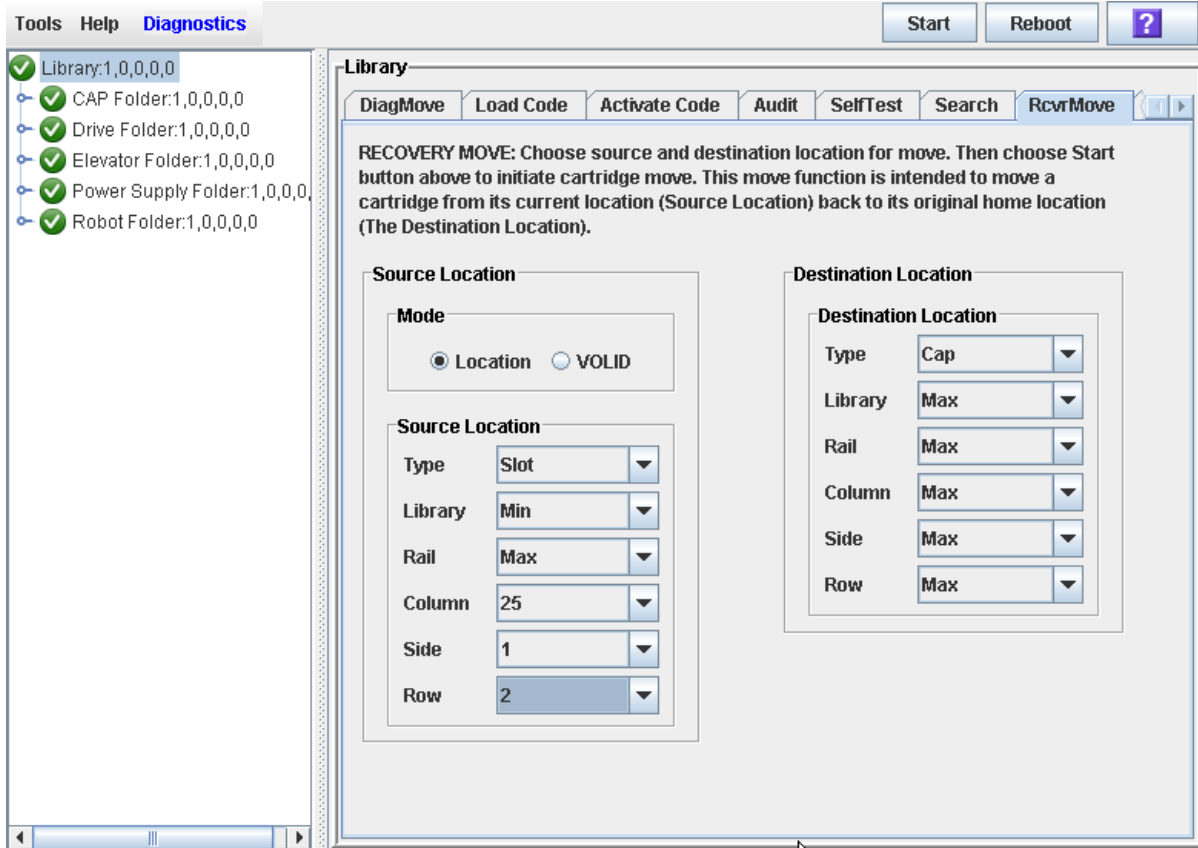 Tools Help Diagnostics Start Reboot ?
Library:1,0,0,0,0
CAP Folder:1,0,0,0,0
Drive Folder:1,0,0,0,0
Elevator Folder:1,0,0,0,0
Power Supply Folder:1,0,0,0,
Robot Folder:1,0,0,0,0
Library
DiagMove Load Code Activate Code Audit SelfTest Search RcvrMove
RECOVERY MOVE: Choose source and destination location for move. Then choose Start
button above to initiate cartridge move. This move function is intended to move a
cartridge from its current location (Source Location) back to its original home location
(The Destination Location).
Source Location
Mode
Location VOLID
Source Location
Type Slot
Library Min
Rail Max
Column 25
Side 1
Row 2
Destination Location
Destination Location
Type Cap
Library Max
Rail Max
Column Max
Side Max
Row Max